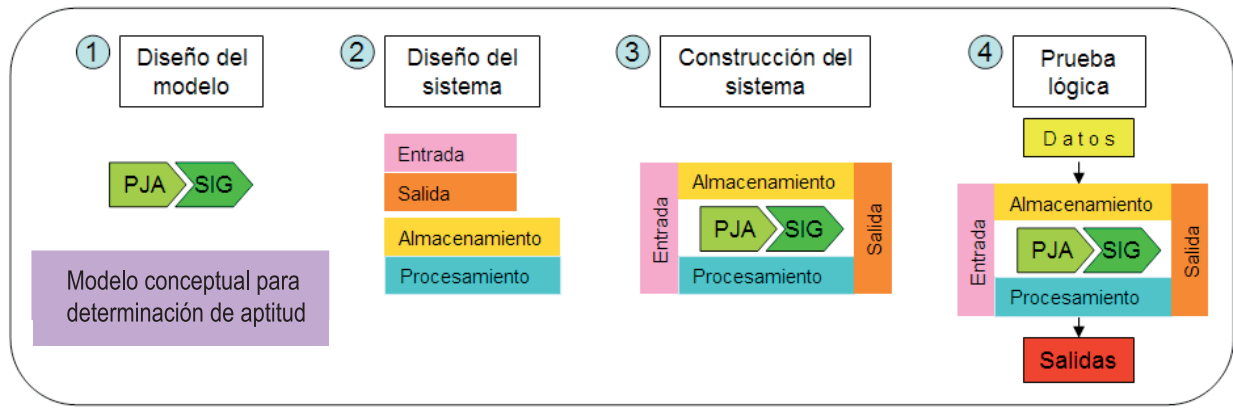 1
Diseño del
modelo
PJA
SIG
Modelo conceptual para
determinación de aptitud
2
Diseño del
sistema
Entrada
Salida
Almacenamiento
Procesamiento
3
Construcción del
sistema
Entrada
Almacenamiento
PJA
SIG
Procesamiento
Salida
4
Prueba
lógica
Datos
Entrada
Almacenamiento
PJA
SIG
Procesamiento
Salida
Salidas